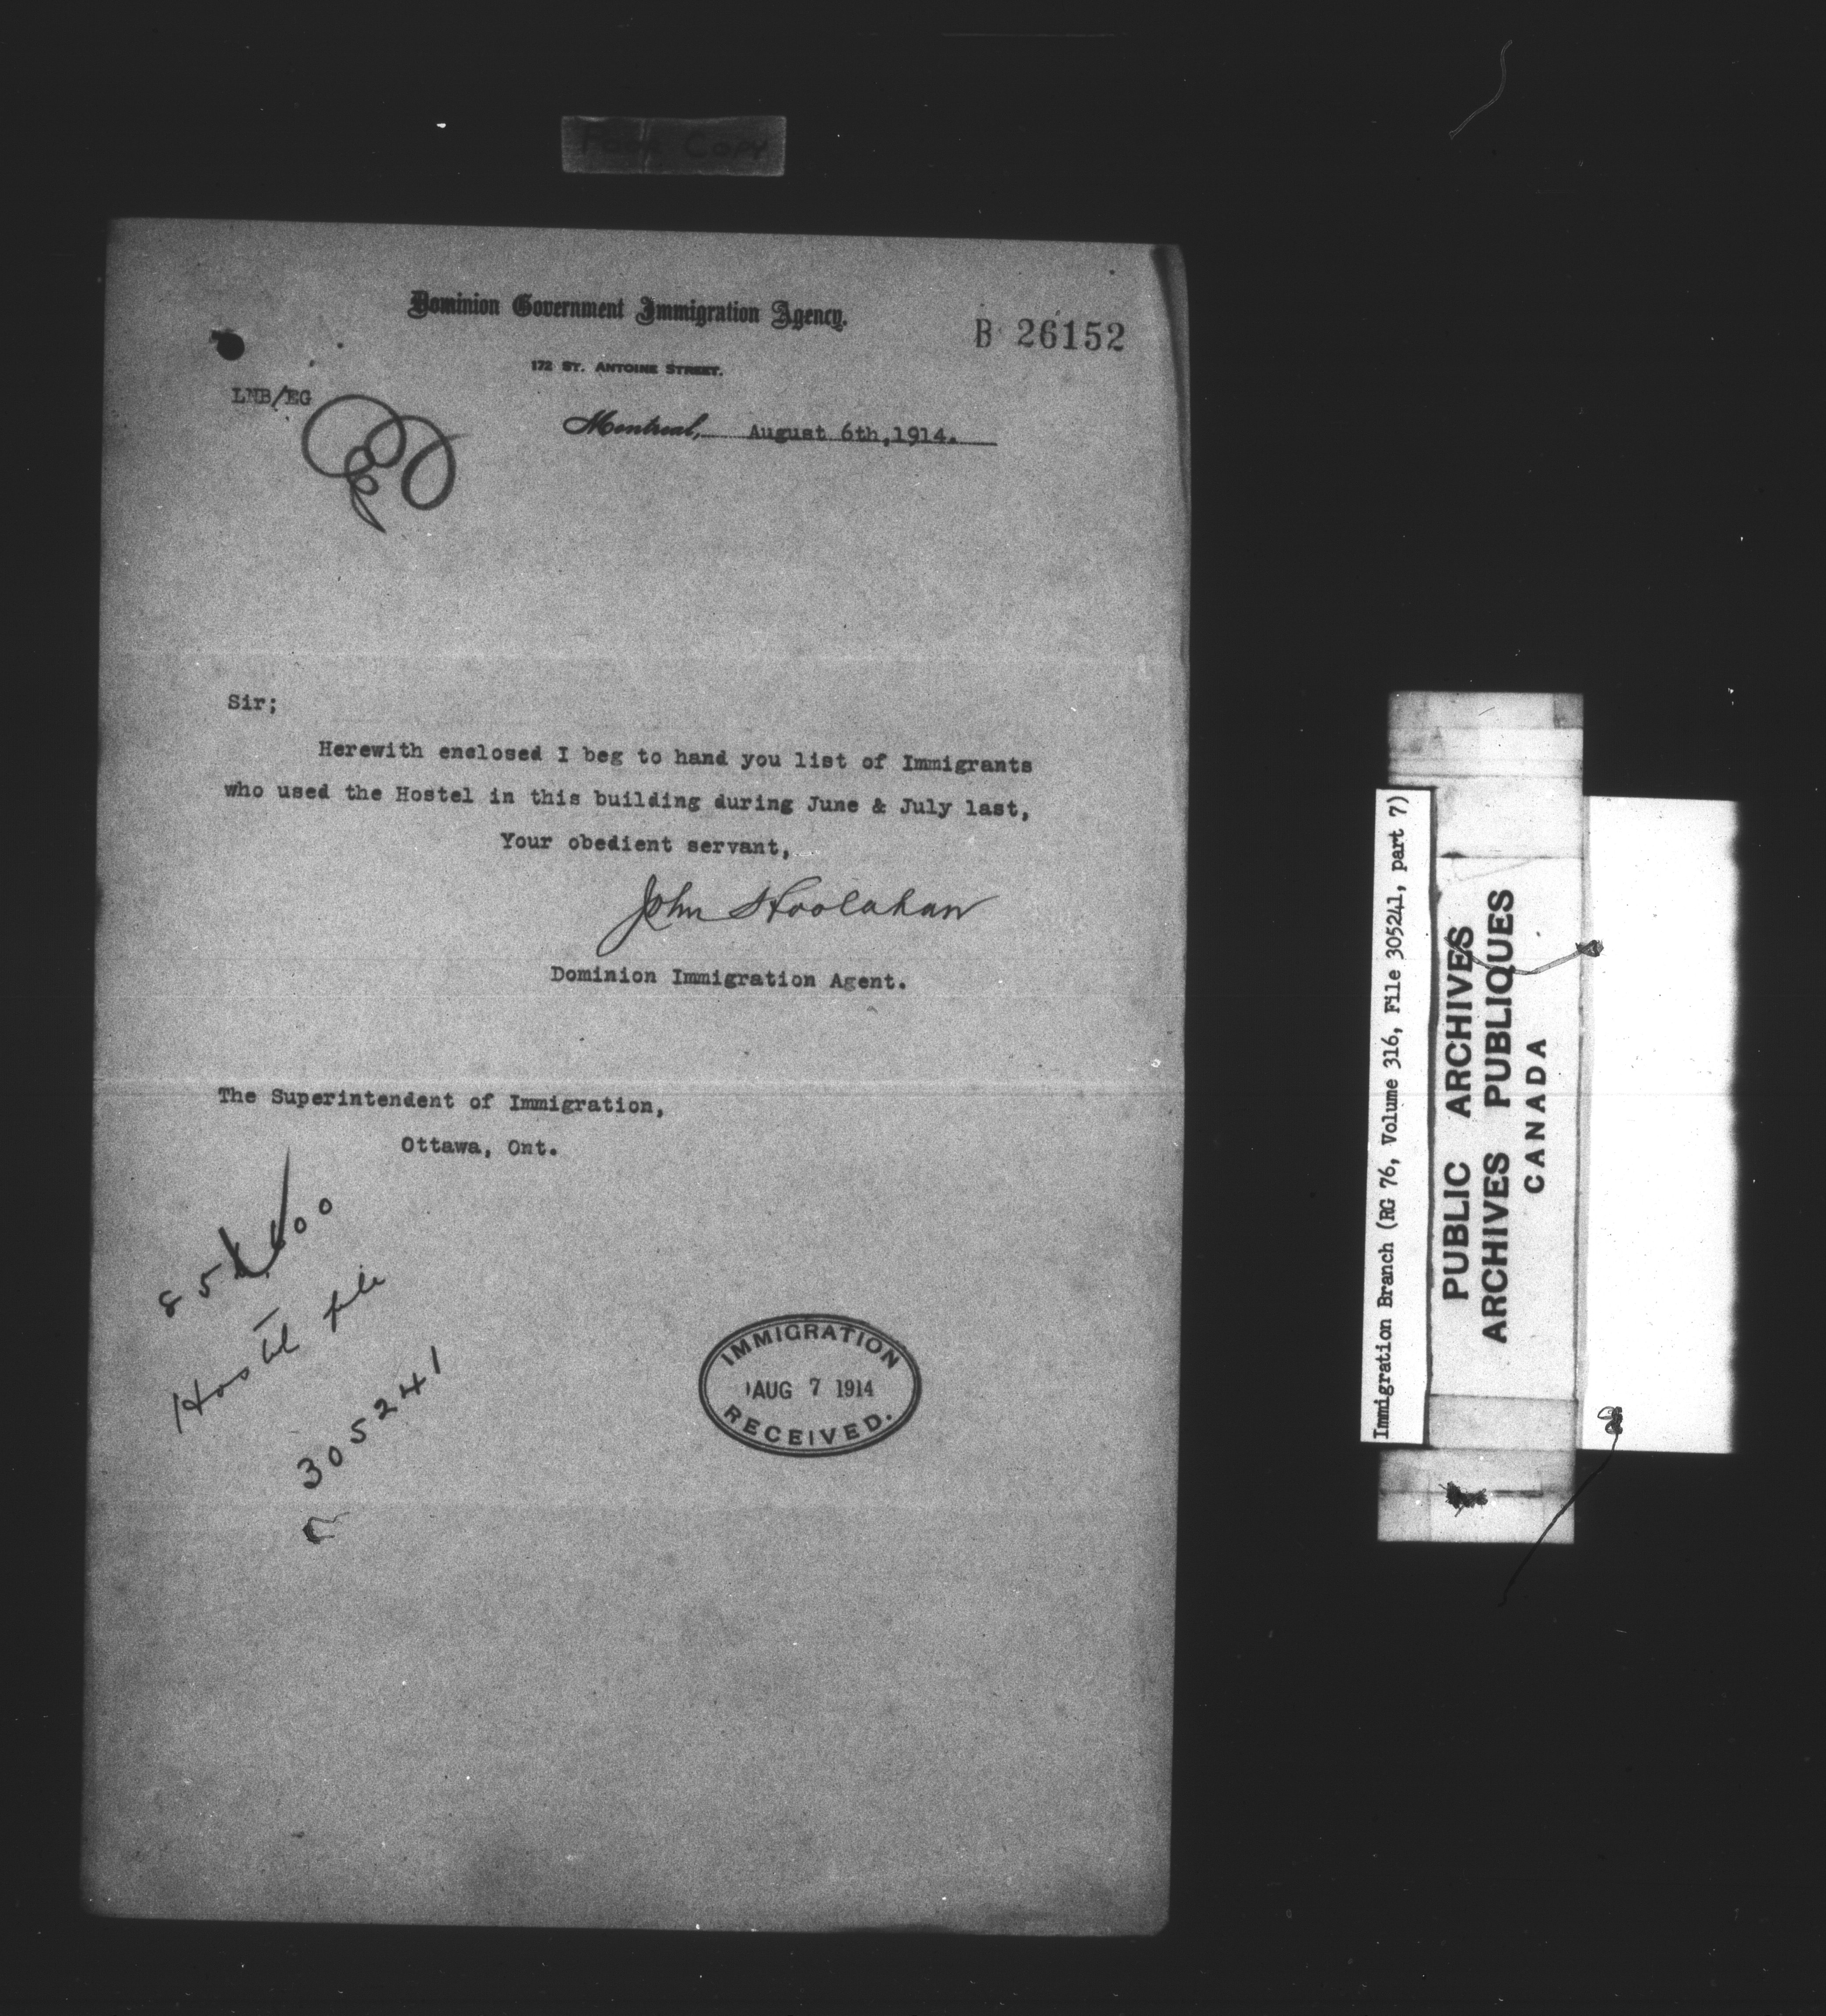 Poor Copy
Dominion Government Immigration Agency.
B 26152
172 ST. ANTOINE STREET.
LNB/EG
Montreal, August 6th, 1914.
Sir;
Herewith enclosed I beg to hand you list of Immigrants
who used the Hostel in this building during June & July last,
Your obedient servant,
John Hoolahan
Dominion Immigration Agent.
The Superintendent of Immigration,
Ottawa, Ont.
Hostel file
305241
IMMIGRATION
AUG 7 1914
RECEIVED.
Immigration Branch (RG 76, Volume 316, File 305241, part 7)
PUBLIC ARCHIVES
ARCHIVES PUBLIQUES
CANADA